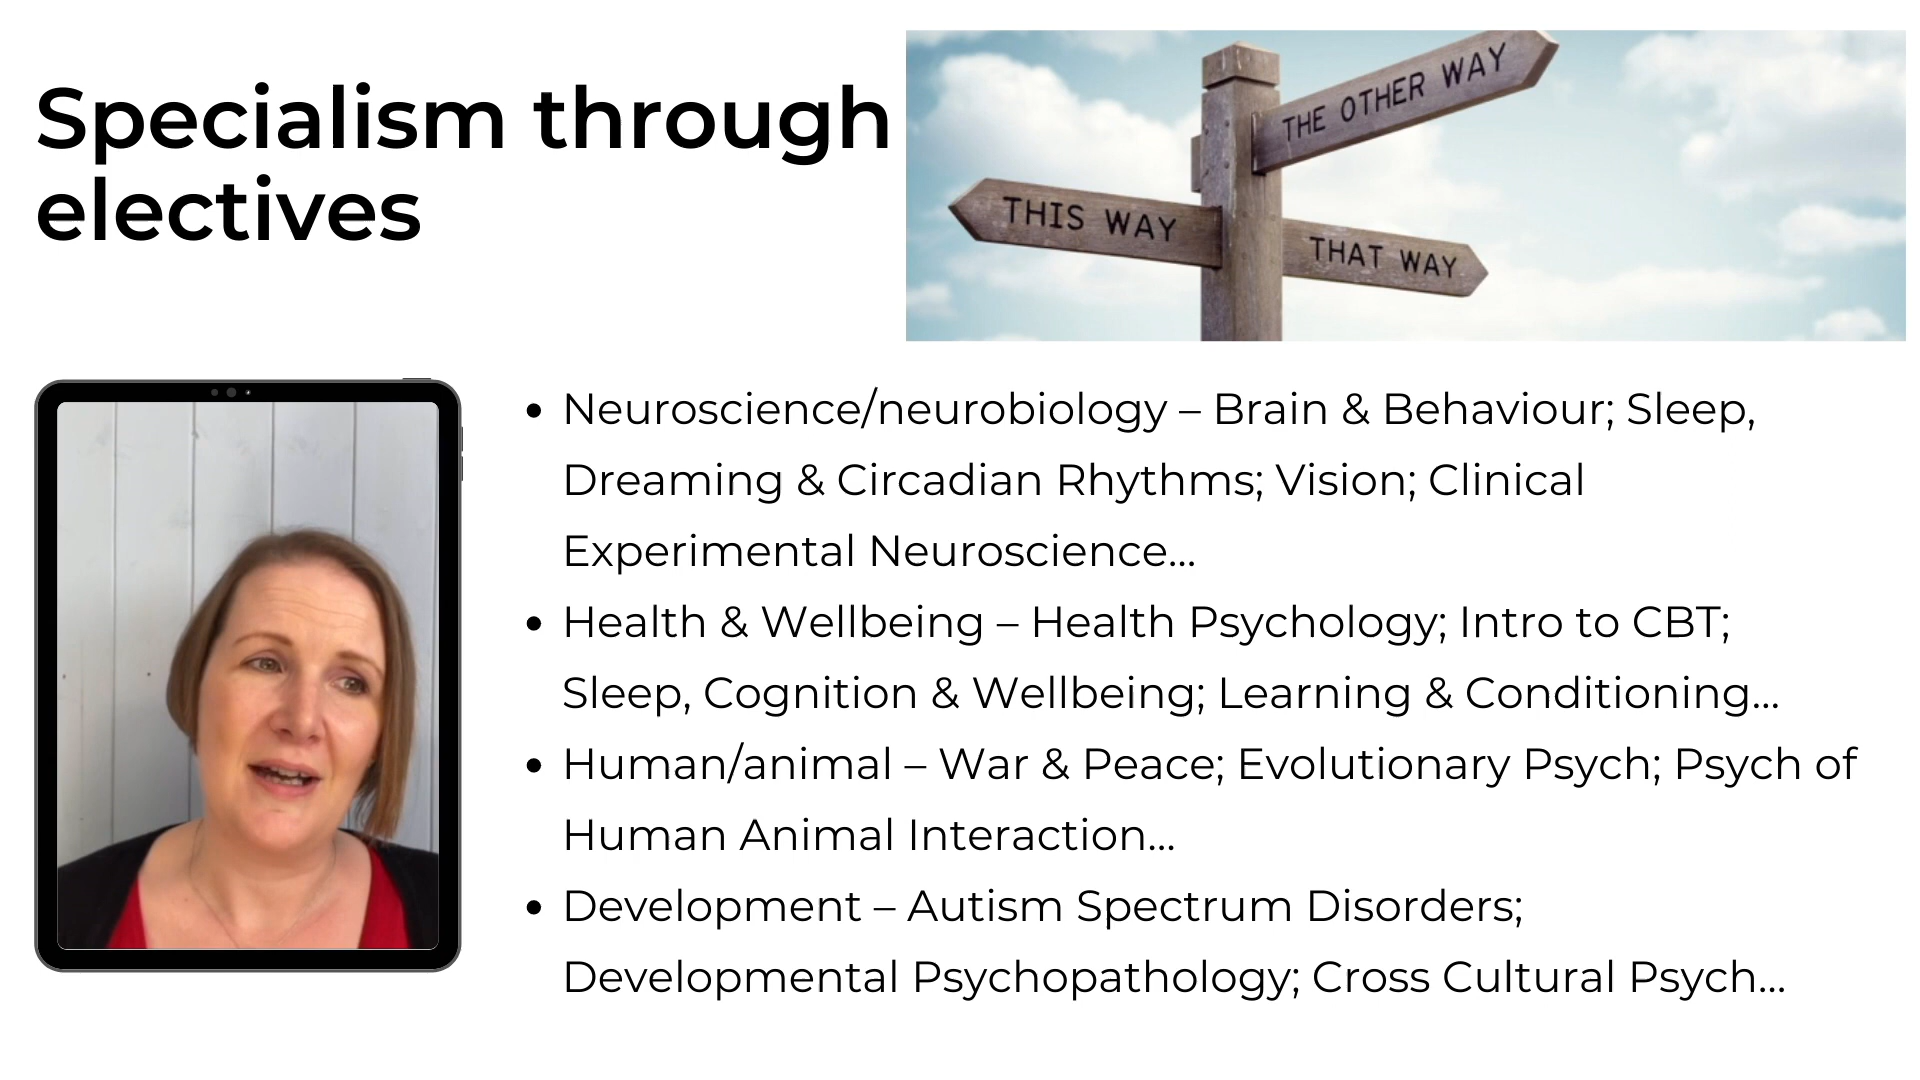 Specialism through
electives
THE OTHER WAY
THIS WAY
THAT WAY
• Neuroscience/neurobiology – Brain & Behaviour; Sleep,
Dreaming & Circadian Rhythms; Vision; Clinical
Experimental Neuroscience...
• Health & Wellbeing – Health Psychology; Intro to CBT;
Sleep, Cognition & Wellbeing; Learning & Conditioning...
• Human/animal – War & Peace; Evolutionary Psych; Psych of
Human Animal Interaction...
• Development – Autism Spectrum Disorders;
Developmental Psychopathology; Cross Cultural Psych...